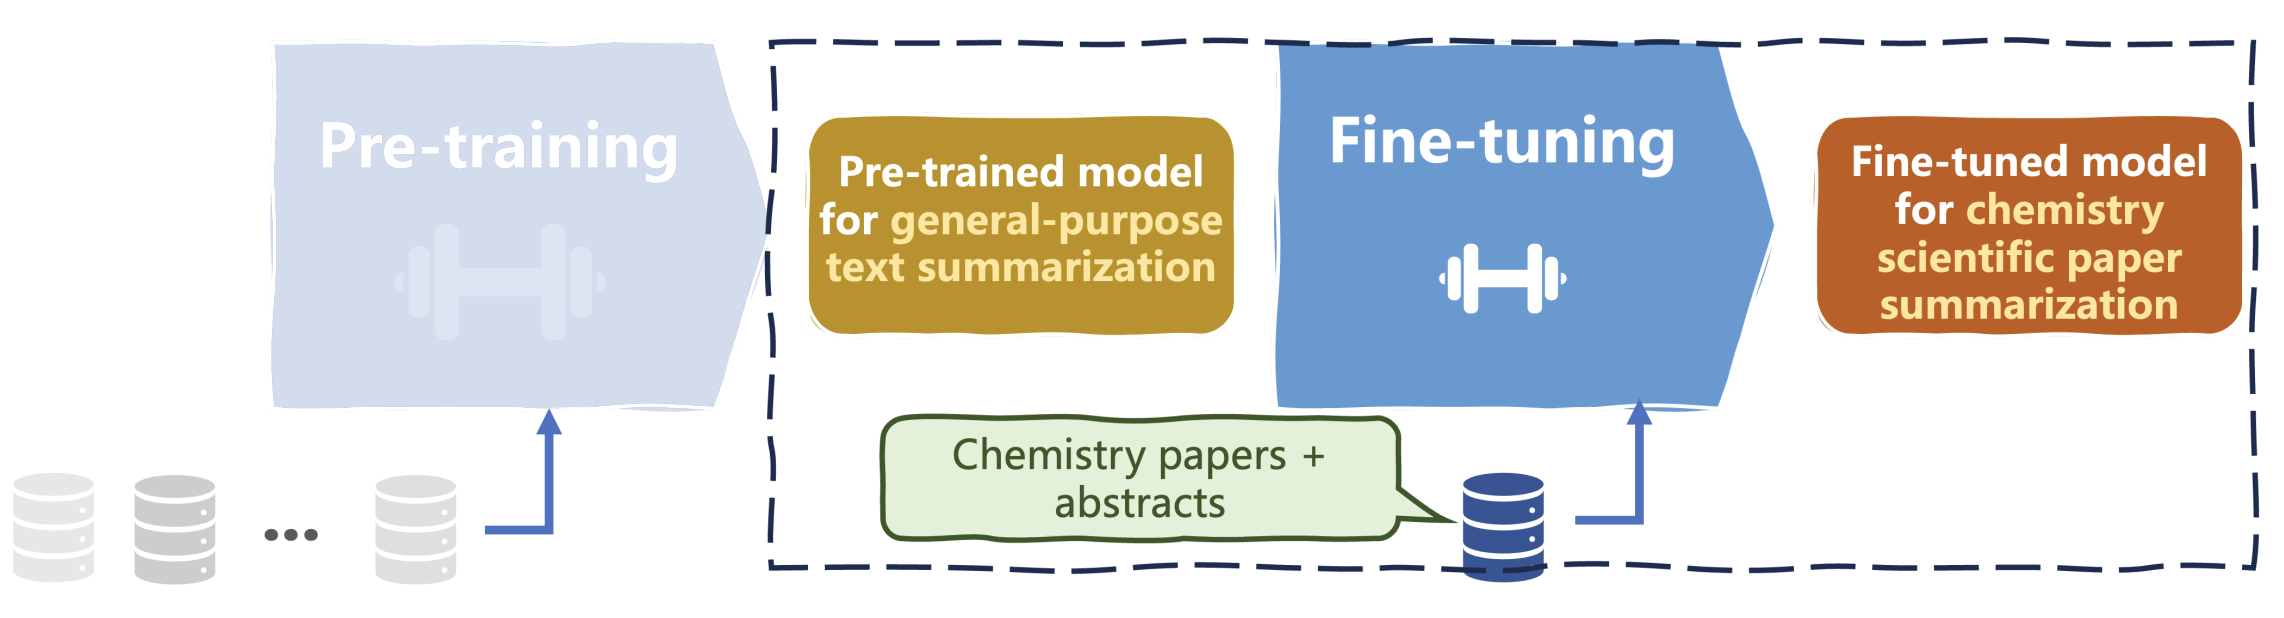 Pre-training
Pre-trained model
for general-purpose
text summarization
Fine-tuning
Fine-tuned model
for chemistry
scientific paper
summarization
Chemistry papers +
abstracts